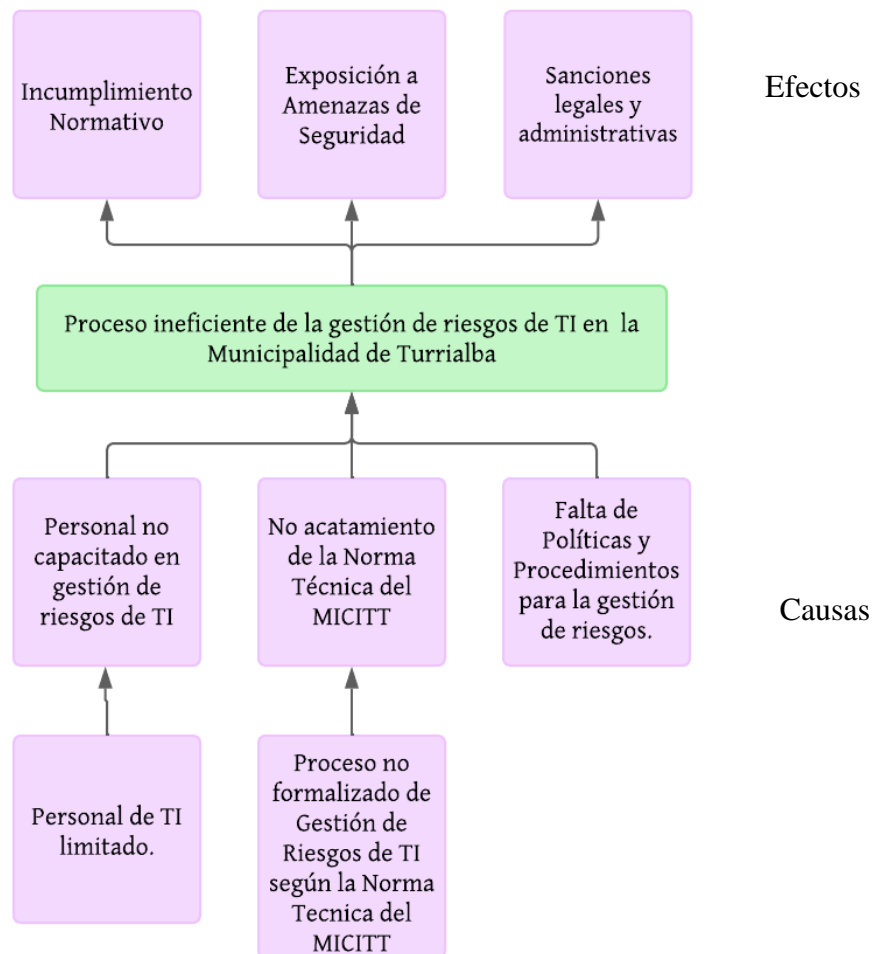 Incumplimiento
Normativo
Exposición a
Amenazas de
Seguridad
Sanciones
legales y
administrativas
Efectos
Proceso ineficiente de la gestión de riesgos de TI en la
Municipalidad de Turrialba
Personal no
capacitado en
gestión de
riesgos de TI
No acatamiento
de la Norma
Técnica del
MICITT
Falta de
Políticas y
Procedimientos
para la gestión
de riesgos.
Causas
Personal de TI
limitado.
Proceso no
formalizado de
Gestión de
Riesgos de TI
según la Norma
Tecnica del
MICITT